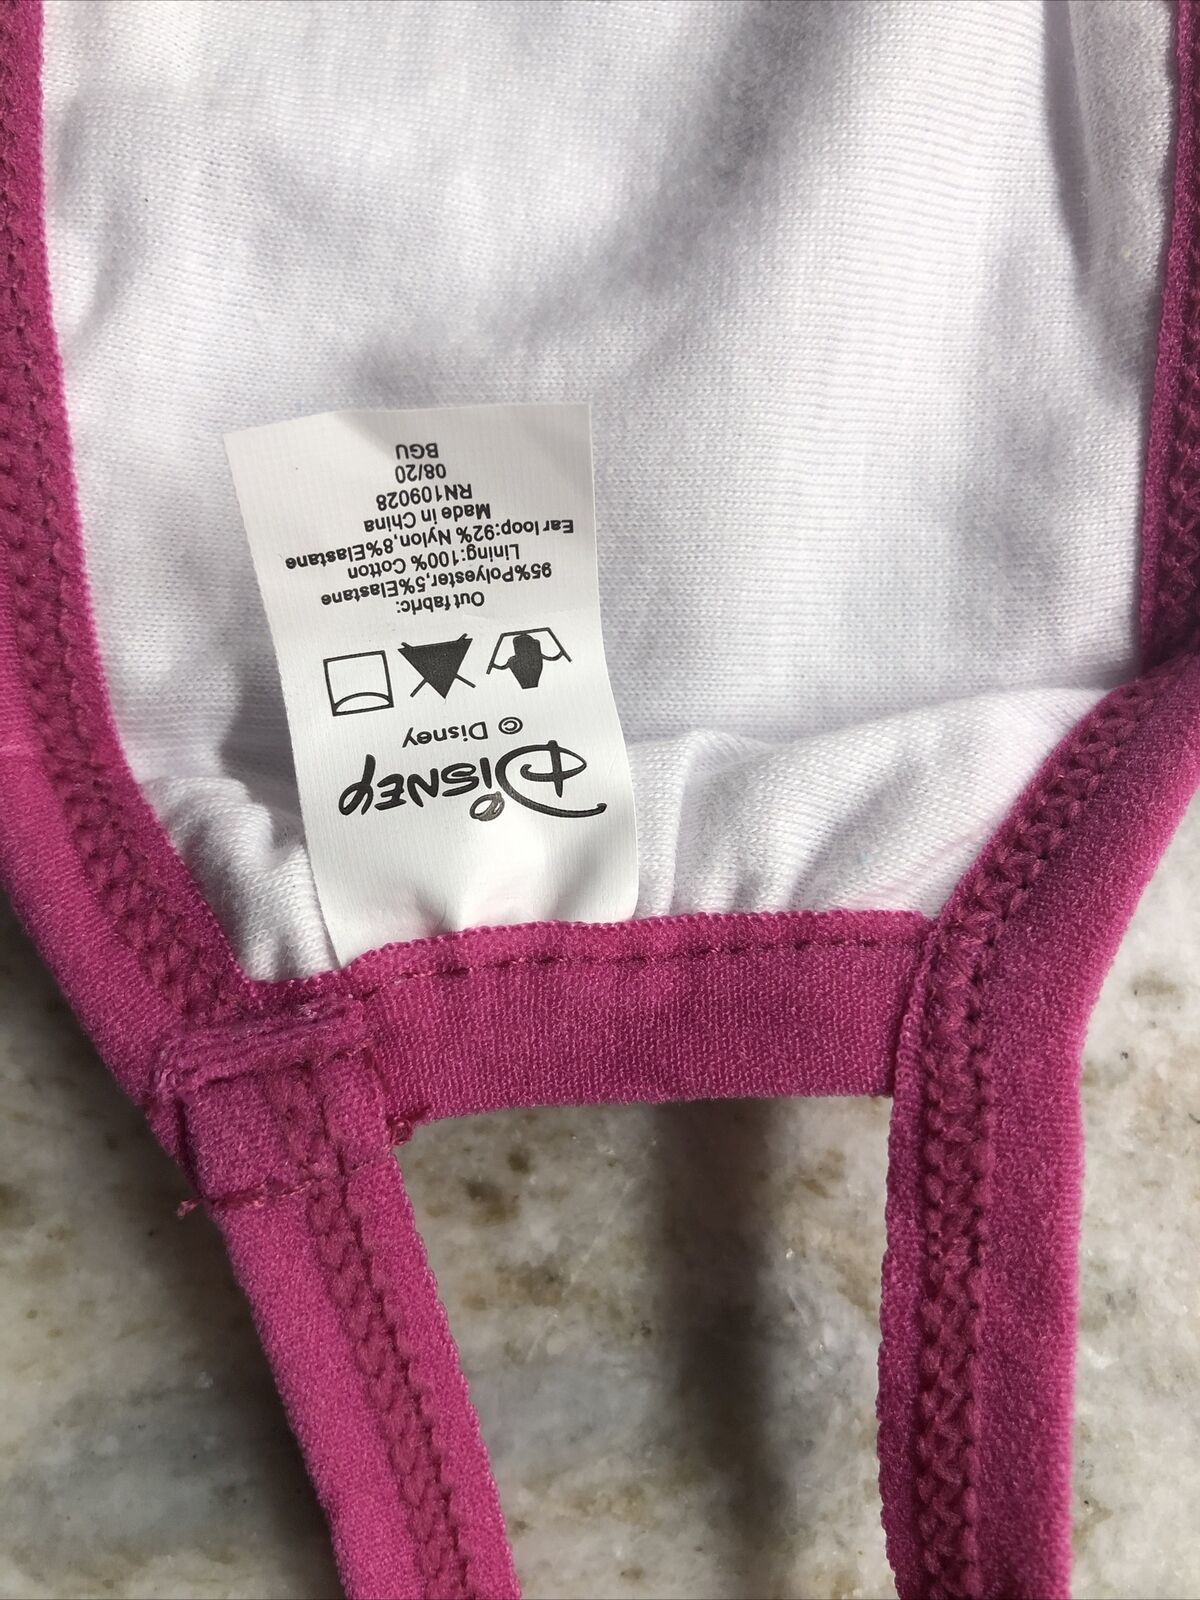 Disney
© Disney
Out fabric:
95%Polyester,5%Elastane
Lining:100% Cotton
Ear loop:92% Nylon,8%Elastane
Made in China
RN109028
08/20
BGU